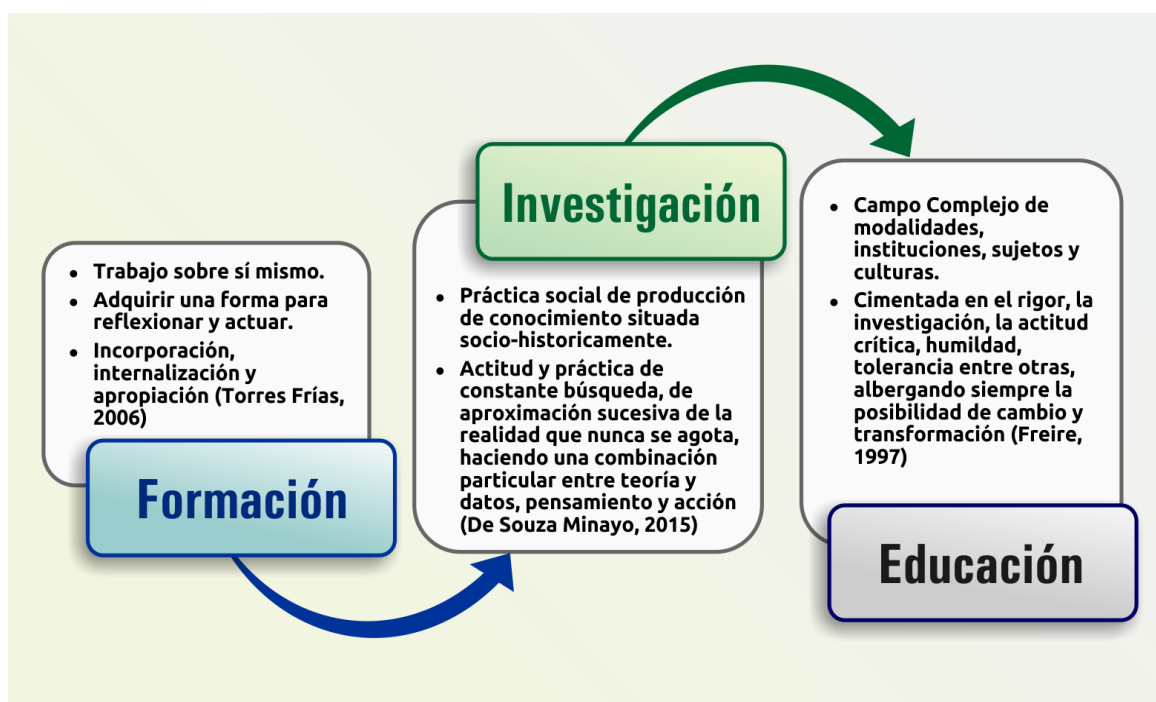 • Trabajo sobre sí mismo.
• Adquirir una forma para
reflexionar y actuar.
• Incorporación,
internalización y
apropiación (Torres Frías,
2006)
Formación
Investigación
• Práctica social de producción
de conocimiento situada
socio-historicamente.
• Actitud y práctica de
constante búsqueda, de
aproximación sucesiva de la
realidad que nunca se agota,
haciendo una combinación
particular entre teoría y
datos, pensamiento y acción
(De Souza Minayo, 2015)
• Campo Complejo de
modalidades,
instituciones, sujetos y
culturas.
• Cimentada en el rigor, la
investigación, la actitud
crítica, humildad,
tolerancia entre otras,
albergando siempre la
posibilidad de cambio y
transformación (Freire,
1997)
Educación